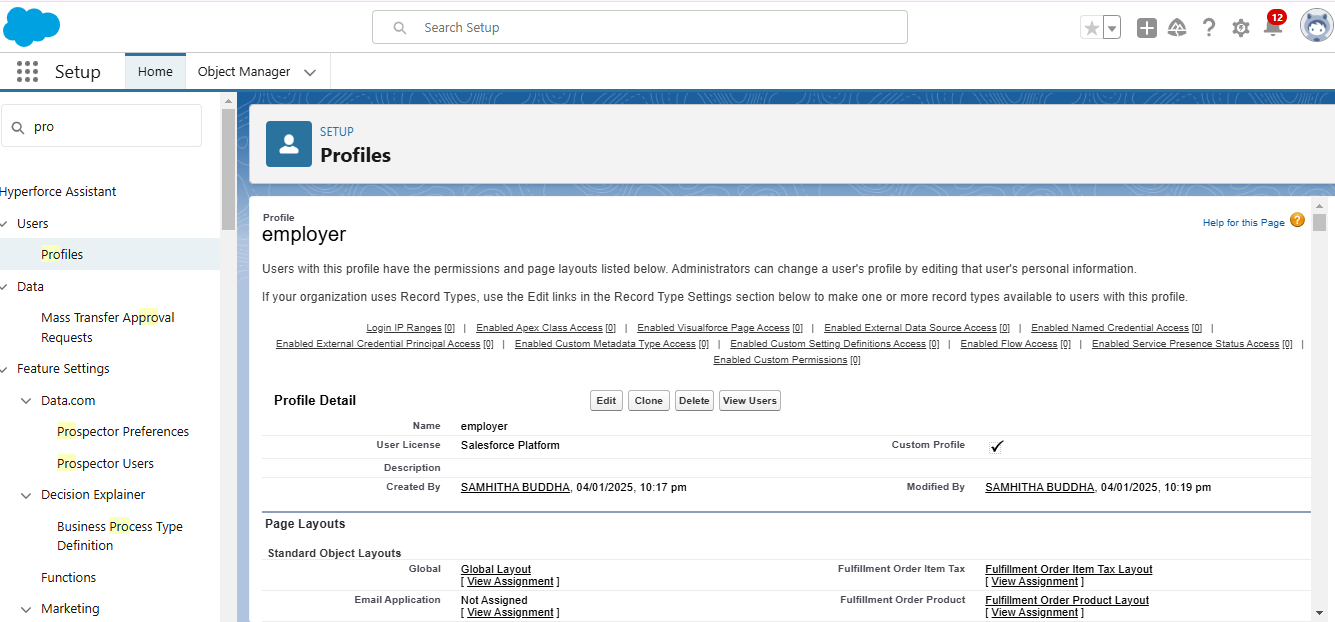 Search Setup
12
Setup
Home
Object Manager
pro
Hyperforce Assistant
Users
Profiles
Data
Mass Transfer Approval
Requests
Feature Settings
Data.com
Prospector Preferences
Prospector Users
Decision Explainer
Business Process Type
Definition
Functions
Marketing
SETUP
Profiles
Profile
employer
Help for this Page ?
Users with this profile have the permissions and page layouts listed below. Administrators can change a user's profile by editing that user's personal information.
If your organization uses Record Types, use the Edit links in the Record Type Settings section below to make one or more record types available to users with this profile.
Login IP Ranges [0] | Enabled Apex Class Access [0] | Enabled Visualforce Page Access [0] | Enabled External Data Source Access [0] | Enabled Named Credential Access [0] |
Enabled External Credential Principal Access [0] | Enabled Custom Metadata Type Access [0] | Enabled Custom Setting Definitions Access [0] | Enabled Flow Access [0] | Enabled Service Presence Status Access [0] |
Enabled Custom Permissions [0]
Profile Detail Edit Clone Delete View Users
Name employer
User License Salesforce Platform Custom Profile
Description
Created By SAMHITHA BUDDHA, 04/01/2025, 10:17 pm Modified By SAMHITHA BUDDHA, 04/01/2025, 10:19 pm
Page Layouts
Standard Object Layouts
Global Global Layout Fulfillment Order Item Tax Fulfillment Order Item Tax Layout
[ View Assignment ] [ View Assignment ]
Email Application Not Assigned Fulfillment Order Product Fulfillment Order Product Layout
[ View Assignment ] [ View Assignment ]